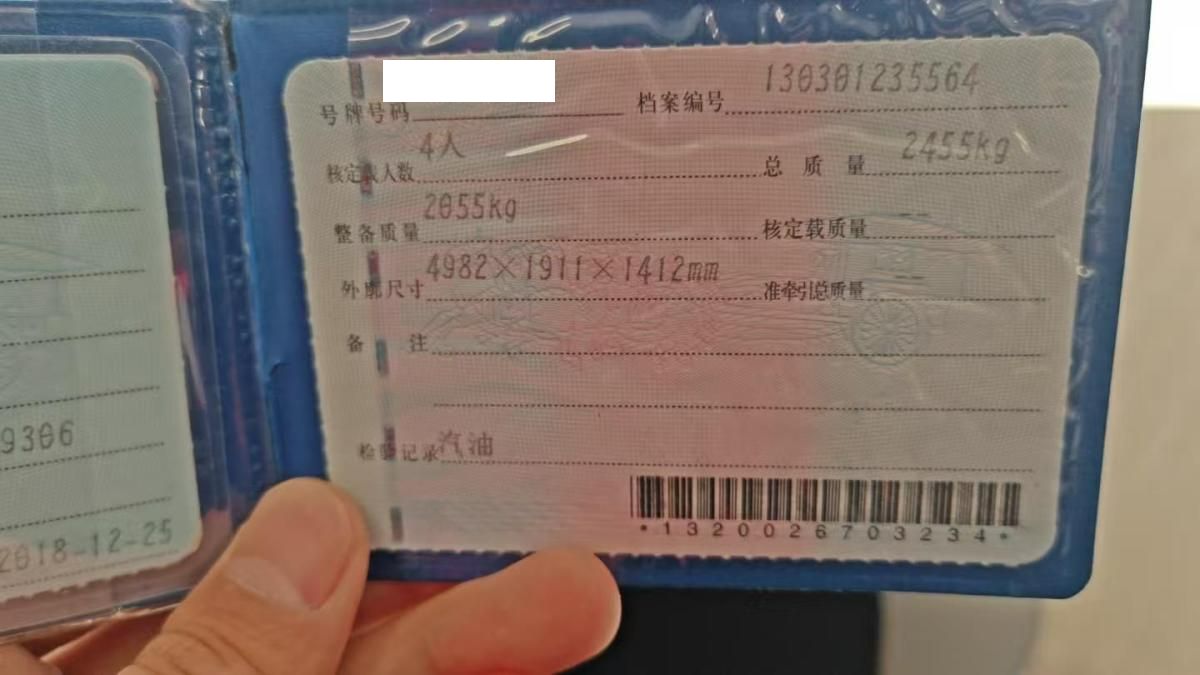 号牌号码 档案编号 130301235564
核定载人数 4人 总质量 2455kg
整备质量 2055kg 核定载质量 --
外廓尺寸 4982×1911×1412mm 准牵引总质量 --
备注
检验记录 汽油
*1320026703234*
9306
2018-12-25